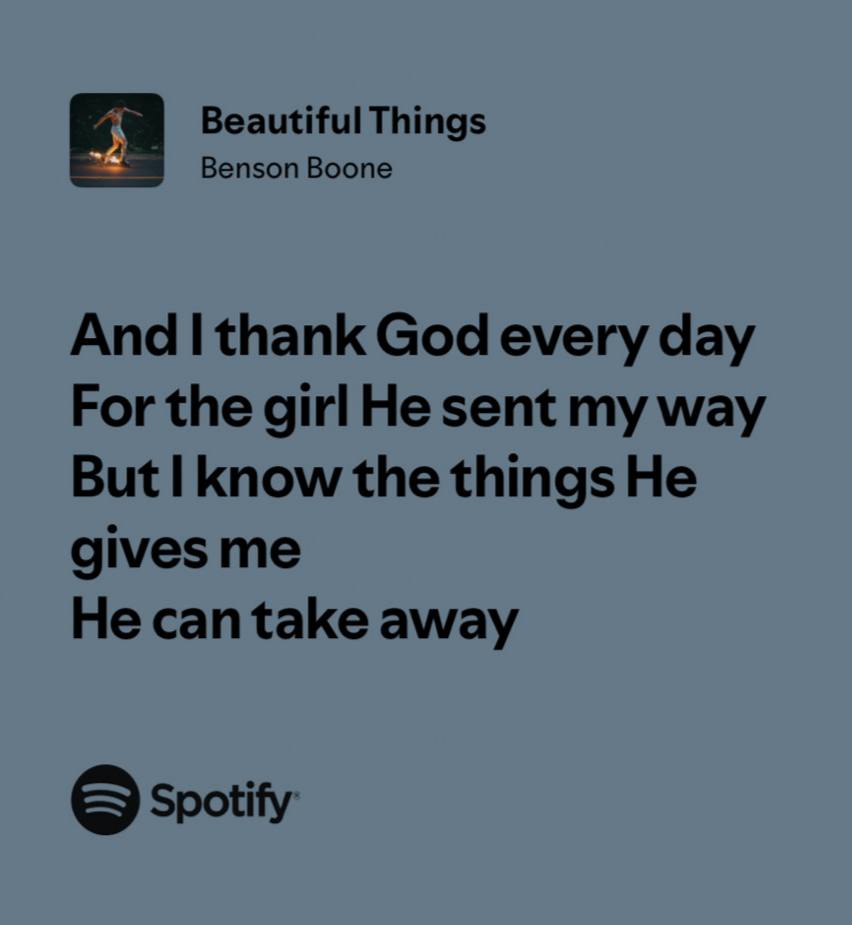 Beautiful Things
Benson Boone
And I thank God every day
For the girl He sent my way
But I know the things He
gives me
He can take away
Spotify®